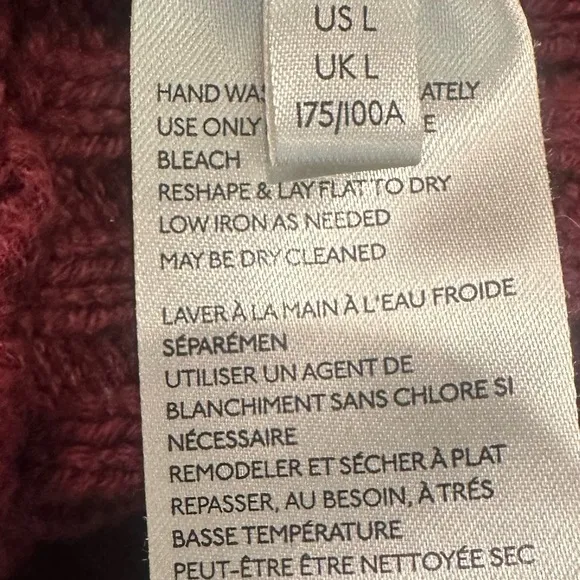 US L
UK L
175/100A
HAND ATELY
USE ONLY E
BLEACH
RESHAPE & LAY FLAT TO DRY
LOW IRON AS NEEDED
MAY BE DRY CLEANED
LAVER À LA MAIN À L'EAU FROIDE
SÉPARÉMEN
UTILISER UN AGENT DE
BLANCHIMENT SANS CHLORE SI
NÉCESSAIRE
REMODELER ET SÉCHER À PLAT
REPASSER, AU BESOIN, À TRÉS
BASSE TEMPÉRATURE
PEUT-ÊTRE ÊTRE NETTOYÉE SEC